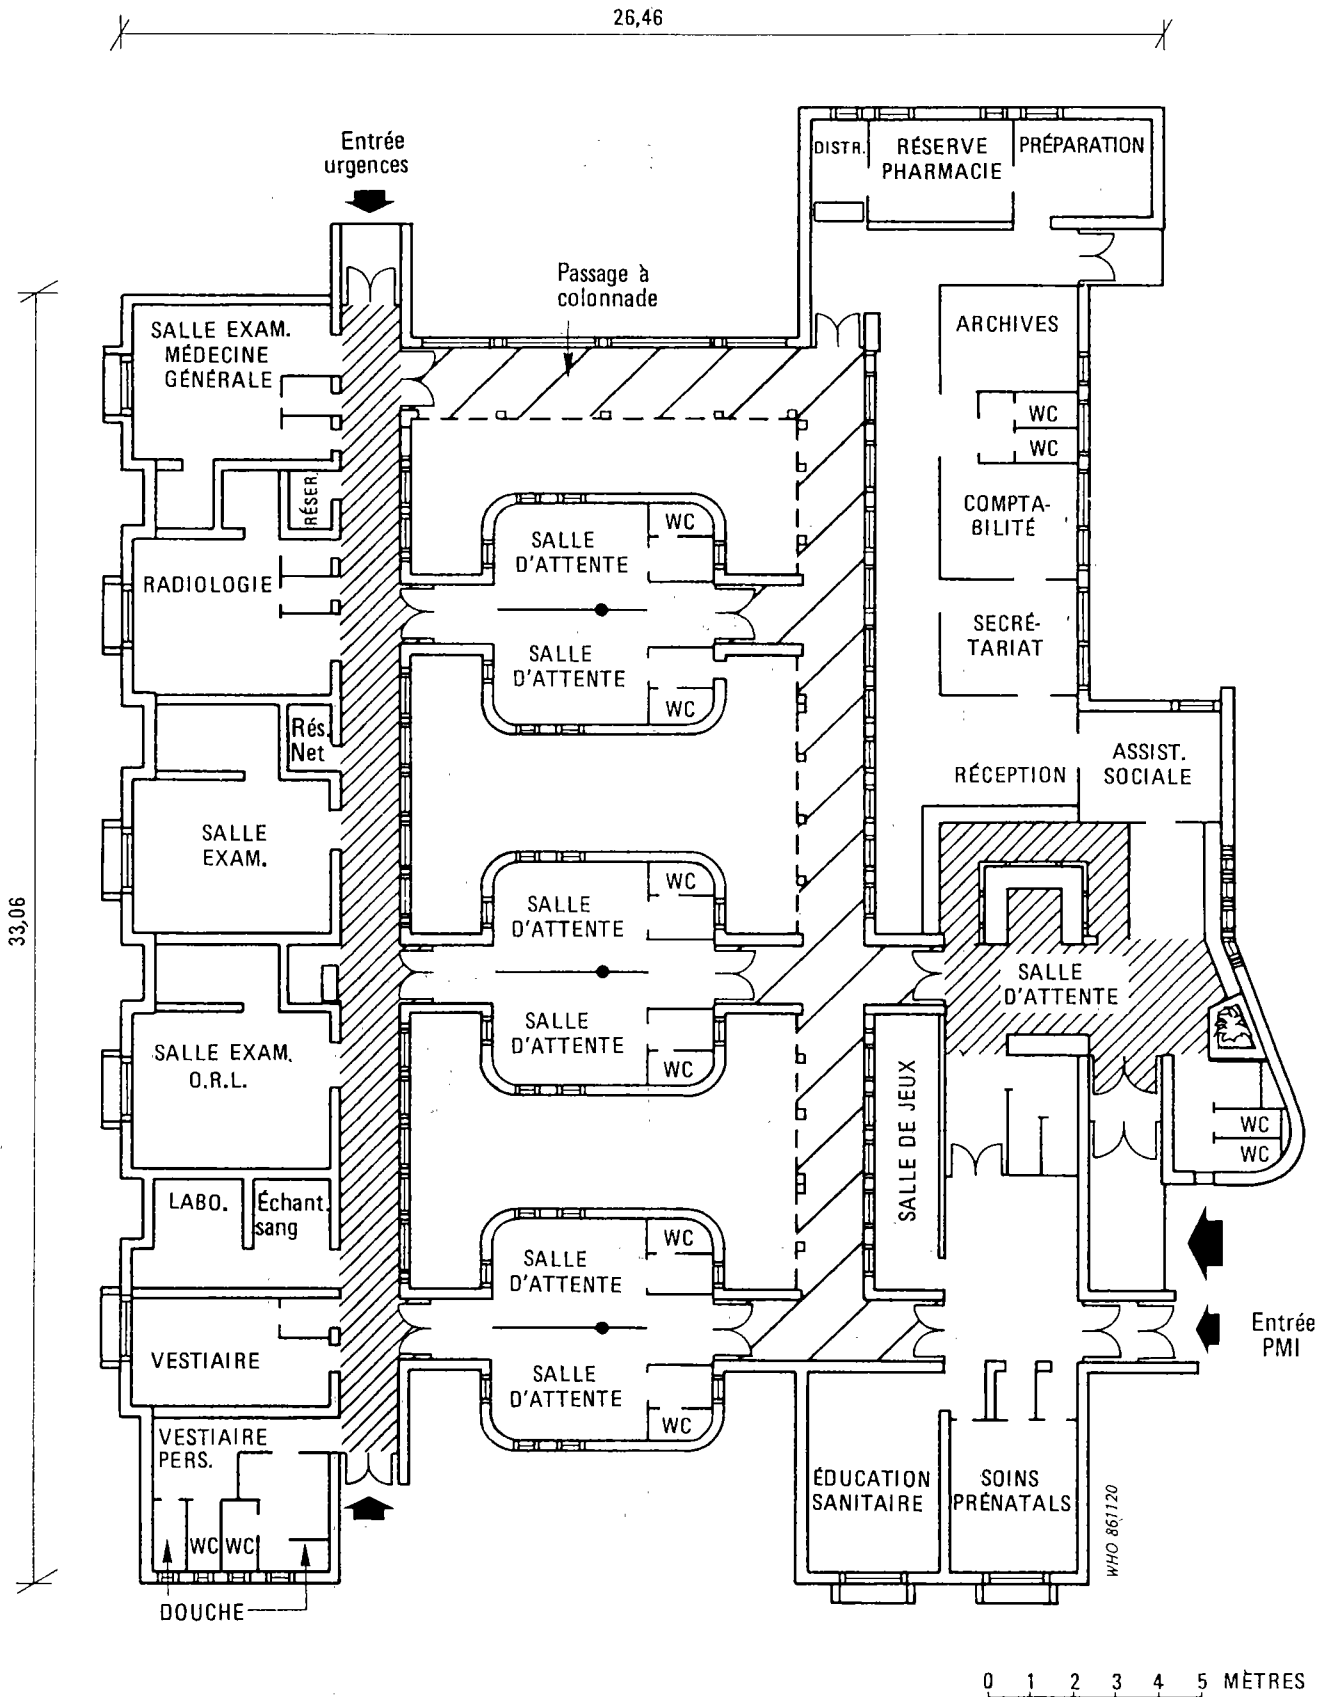 26,46
Entrée
urgences
DISTR.
RÉSERVE
PHARMACIE
PRÉPARATION
Passage à
colonnade
SALLE EXAM.
MÉDECINE
GÉNÉRALE
ARCHIVES
WC
WC
RÉSER.
COMPTA-
BILITÉ
WC
SALLE
D'ATTENTE
RADIOLOGIE
SECRÉ-
TARIAT
SALLE
D'ATTENTE
WC
Rés.
Net
ASSIST.
SOCIALE
RÉCEPTION
SALLE
EXAM.
33,06
WC
SALLE
D'ATTENTE
SALLE
D'ATTENTE
SALLE
D'ATTENTE
WC
SALLE EXAM.
O.R.L.
SALLE DE JEUX
WC
WC
LABO.
Échant.
sang
WC
SALLE
D'ATTENTE
Entrée
PMI
VESTIAIRE
SALLE
D'ATTENTE
WC
VESTIAIRE
PERS.
ÉDUCATION
SANITAIRE
SOINS
PRÉNATALS
WC
WC
WHO 861120
DOUCHE
0 1 2 3 4 5 MÈTRES